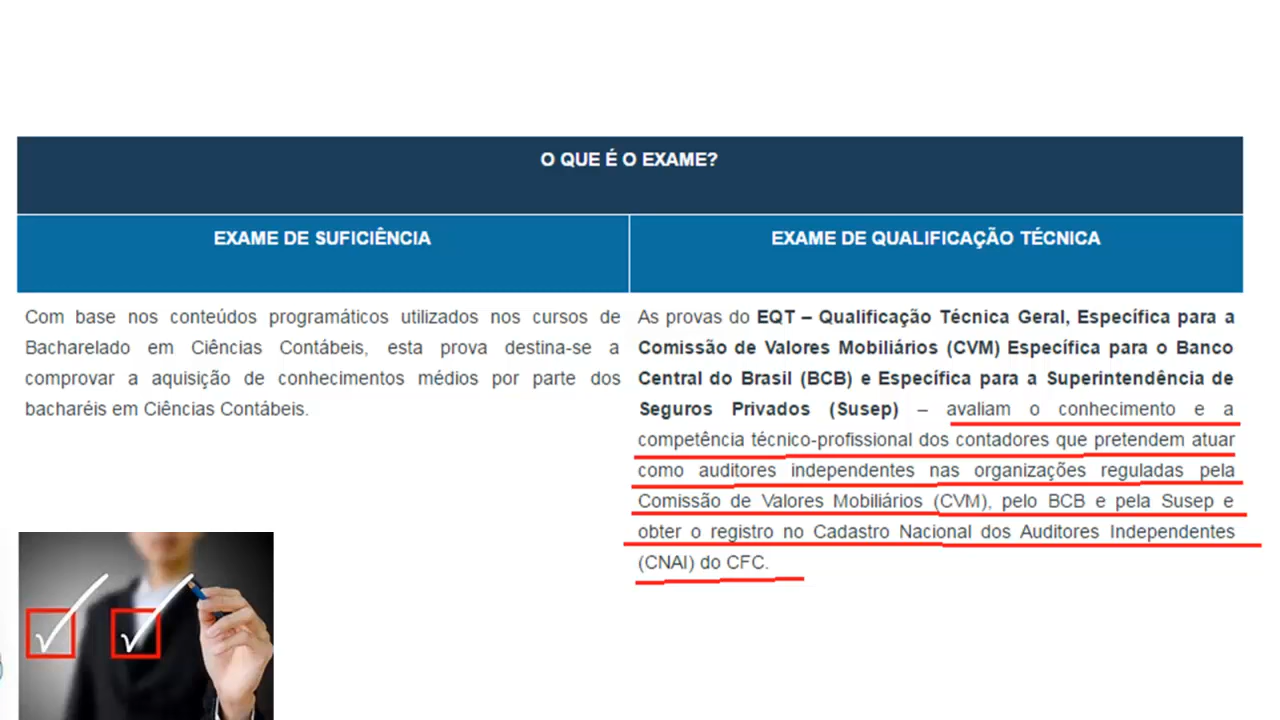 O QUE É O EXAME?
EXAME DE SUFICIÊNCIA
Com base nos conteúdos programáticos utilizados nos cursos de
Bacharelado em Ciências Contábeis, esta prova destina-se a
comprovar a aquisição de conhecimentos médios por parte dos
bacharéis em Ciências Contábeis.
EXAME DE QUALIFICAÇÃO TÉCNICA
As provas do EQT – Qualificação Técnica Geral, Específica para a
Comissão de Valores Mobiliários (CVM) Específica para o Banco
Central do Brasil (BCB) e Específica para a Superintendência de
Seguros Privados (Susep) – avaliam o conhecimento e a
competência técnico-profissional dos contadores que pretendem atuar
como auditores independentes nas organizações reguladas pela
Comissão de Valores Mobiliários (CVM), pelo BCB e pela Susep e
obter o registro no Cadastro Nacional dos Auditores Independentes
(CNAI) do CFC.